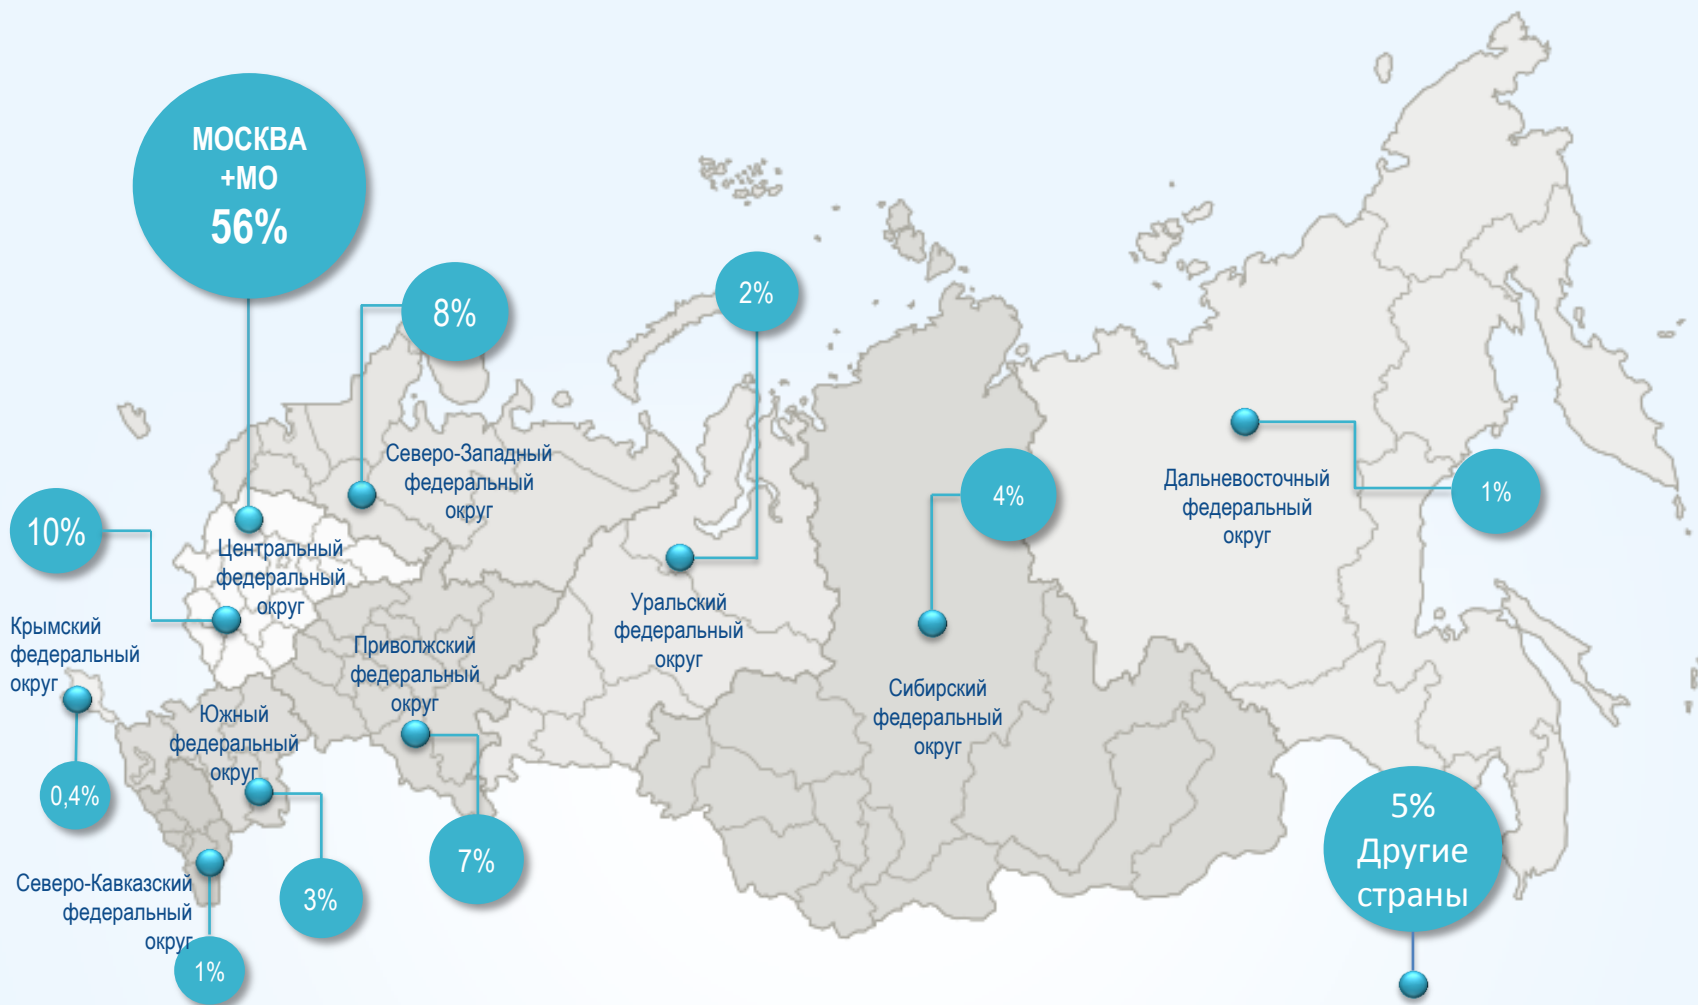 МОСКВА
+МО
56%
8%
2%
Северо-Западный
федеральный
округ
10%
Центральный
федеральный
округ
4%
Дальневосточный
федеральный
округ
1%
Крымский
федеральный
округ
0,4%
Приволжский
федеральный
округ
7%
Уральский
федеральный
округ
Сибирский
федеральный
округ
Южный
федеральный
округ
3%
Северо-Кавказский
федеральный
округ
1%
5%
Другие
страны